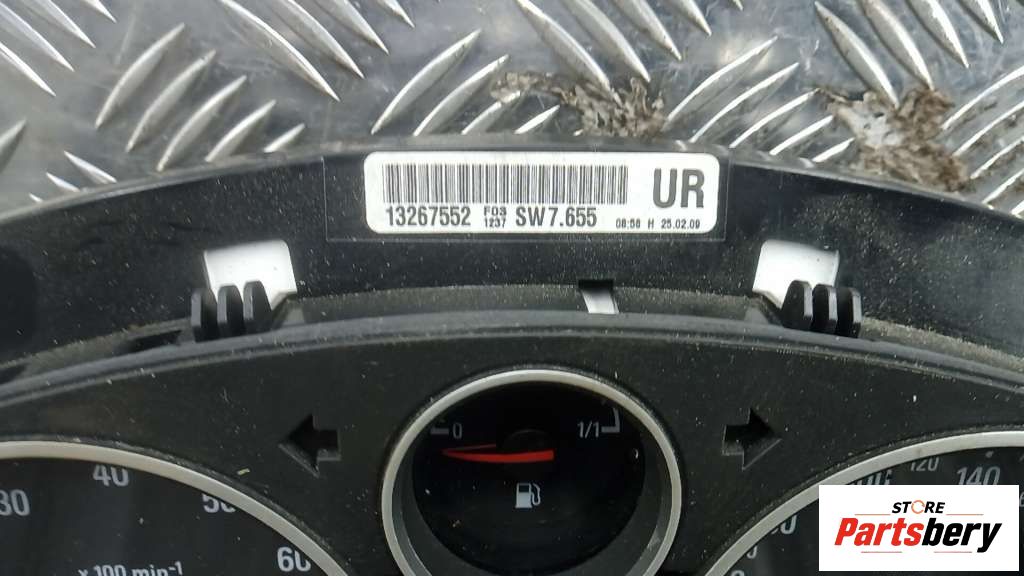 UR
13267552 F03 1237 SW7.655 08:58 H 25.02.09
0 1/1
30 40 50 60
x 100 min-1
120 140
STORE
Partsbery